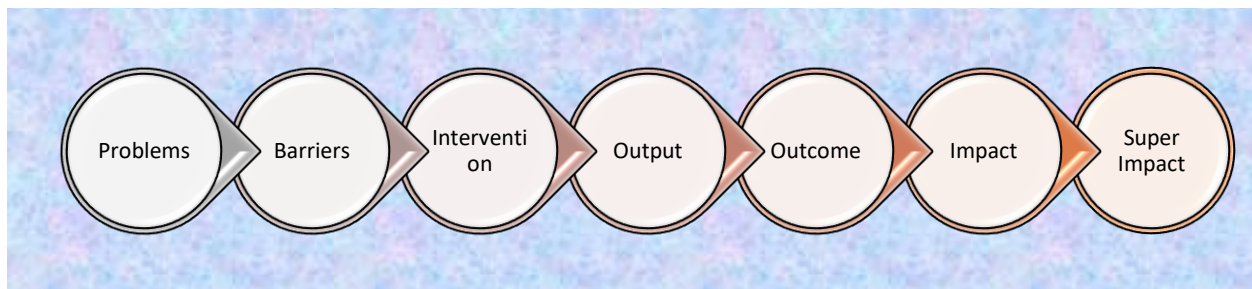 Problems
Barriers
Interventi
on
Output
Outcome
Impact
Super
Impact